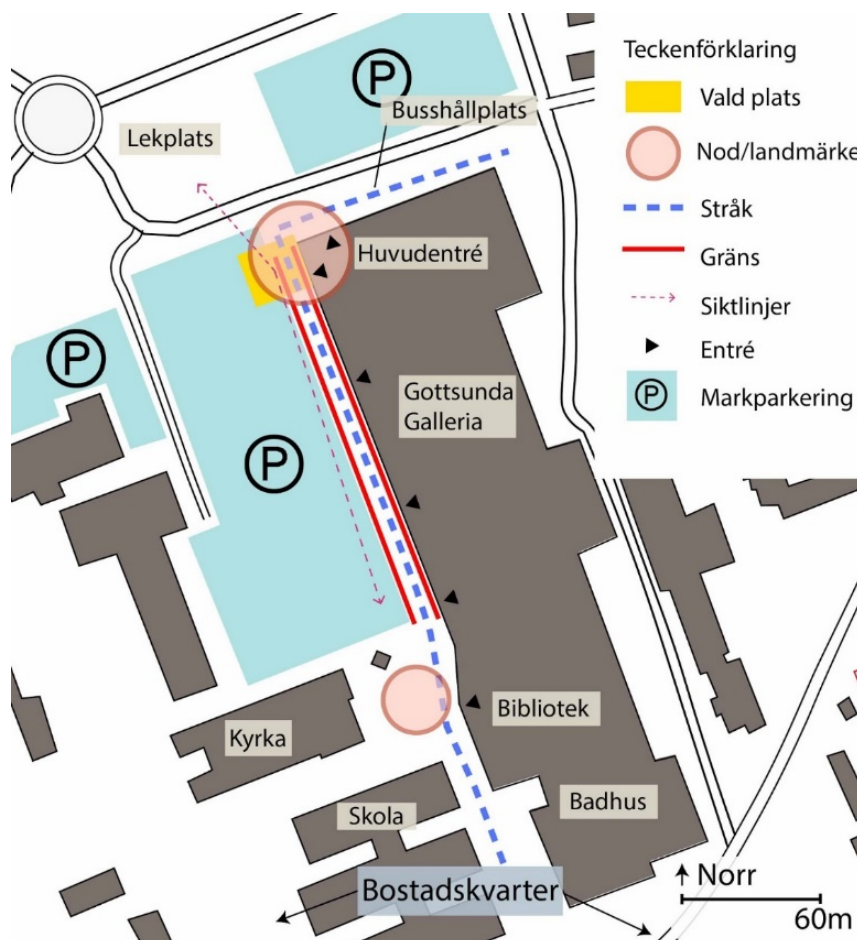 Teckenförklaring
Vald plats
Nod/landmärke
Stråk
Gräns
Siktlinjer
Entré
P
Markparkering
P
Busshållplats
Lekplats
Huvudentré
P
Gottsunda
Galleria
P
Bibliotek
Kyrka
Badhus
Skola
Bostadskvarter
Norr
60m